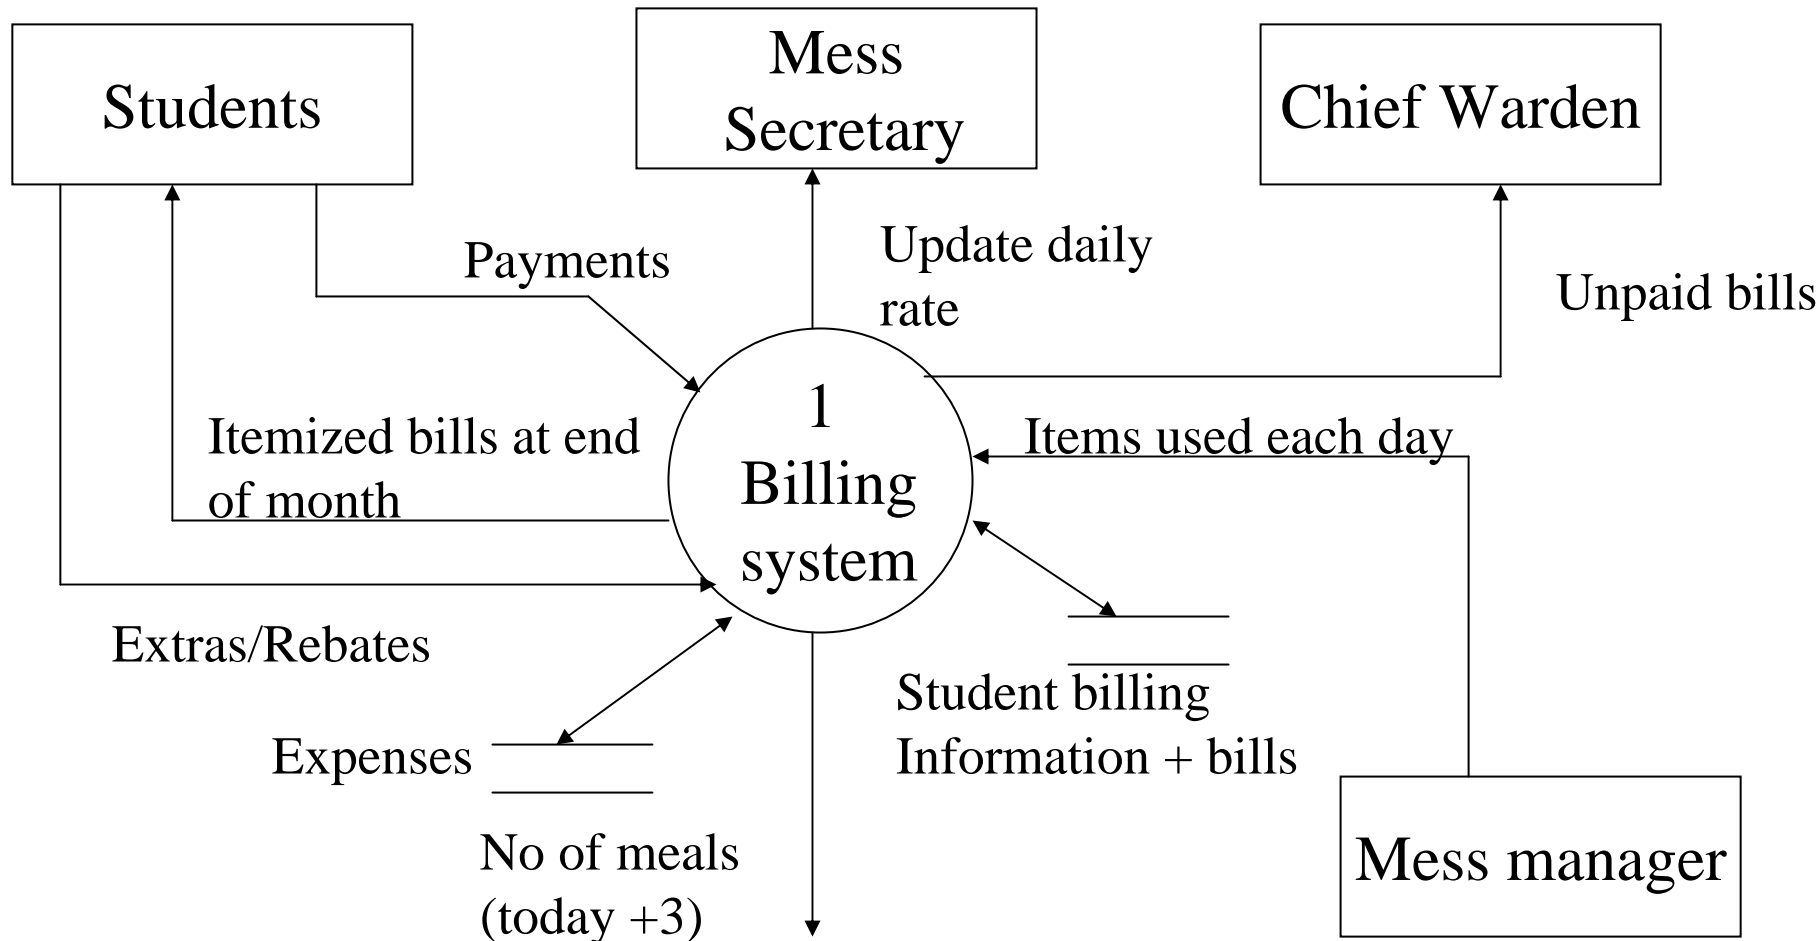 Students
Mess
Secretary
Chief Warden
Payments
Update daily
rate
Unpaid bills
1
Billing
system
Itemized bills at end
of month
Items used each day
Extras/Rebates
Student billing
Information + bills
Expenses
No of meals
(today +3)
Mess manager